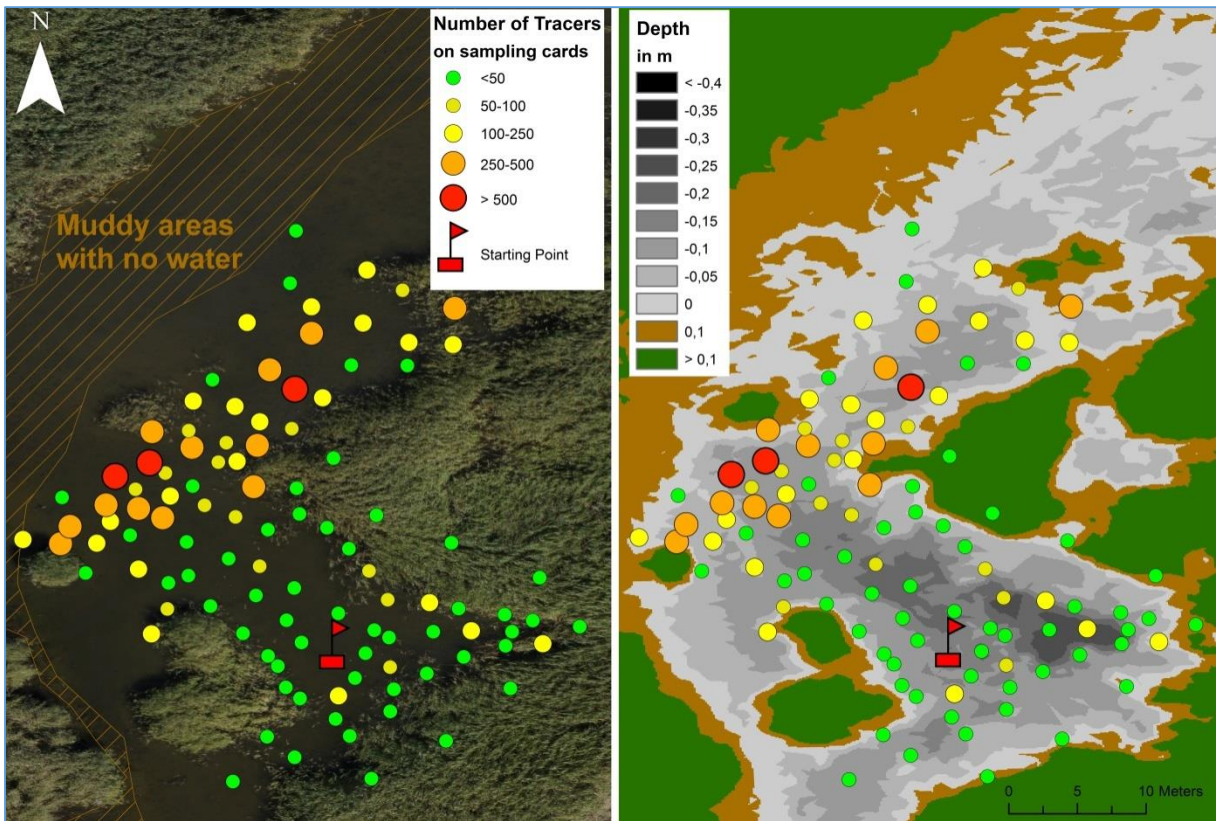 N
Number of Tracers
on sampling cards
<50
50-100
100-250
250-500
> 500
Starting Point
Muddy areas
with no water
Depth
in m
< -0,4
-0,35
-0,3
-0,25
-0,2
-0,15
-0,1
-0,05
0
0,1
> 0,1
0 5 10 Meters